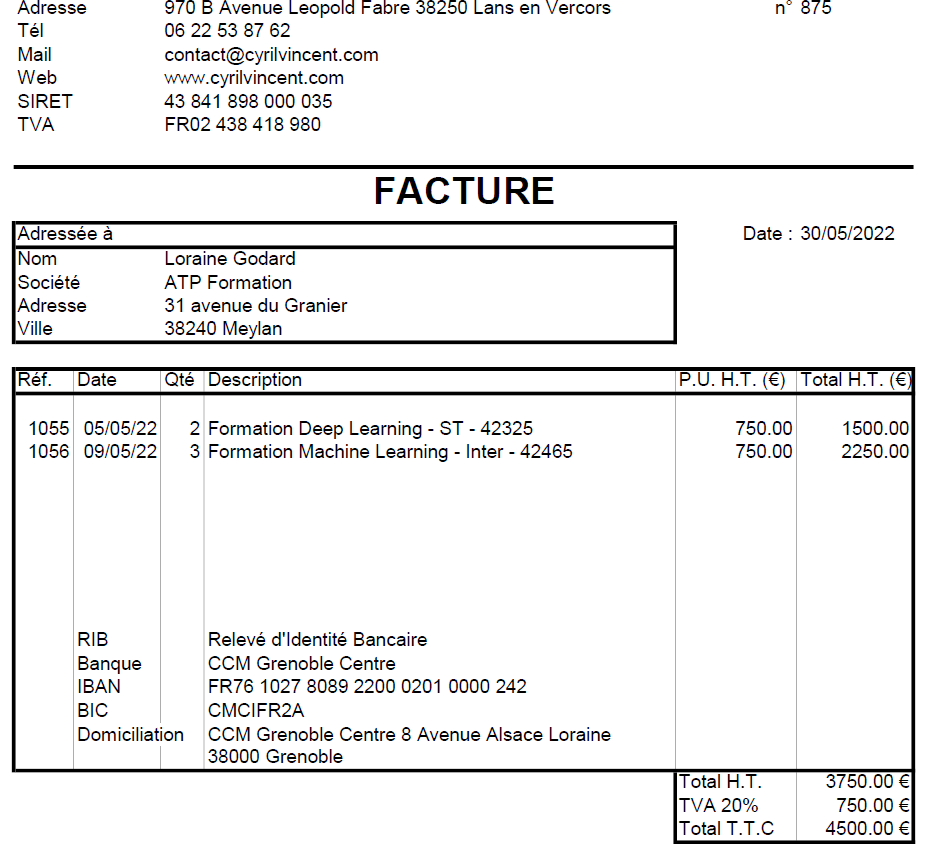 Adresse 970 B Avenue Leopold Fabre 38250 Lans en Vercors n° 875
Tél 06 22 53 87 62
Mail contact@cyrilvincent.com
Web www.cyrilvincent.com
SIRET 43 841 898 000 035
TVA FR02 438 418 980
FACTURE
Adressée à Date : 30/05/2022
Nom Loraine Godard
Société ATP Formation
Adresse 31 avenue du Granier
Ville 38240 Meylan
Réf. Date Qté Description P.U. H.T. (€) Total H.T. (€)
1055 05/05/22 2 Formation Deep Learning - ST - 42325 750.00 1500.00
1056 09/05/22 3 Formation Machine Learning - Inter - 42465 750.00 2250.00
RIB Relevé d'Identité Bancaire
Banque CCM Grenoble Centre
IBAN FR76 1027 8089 2200 0201 0000 242
BIC CMCIFR2A
Domiciliation CCM Grenoble Centre 8 Avenue Alsace Loraine
38000 Grenoble
Total H.T. 3750.00 €
TVA 20% 750.00 €
Total T.T.C 4500.00 €